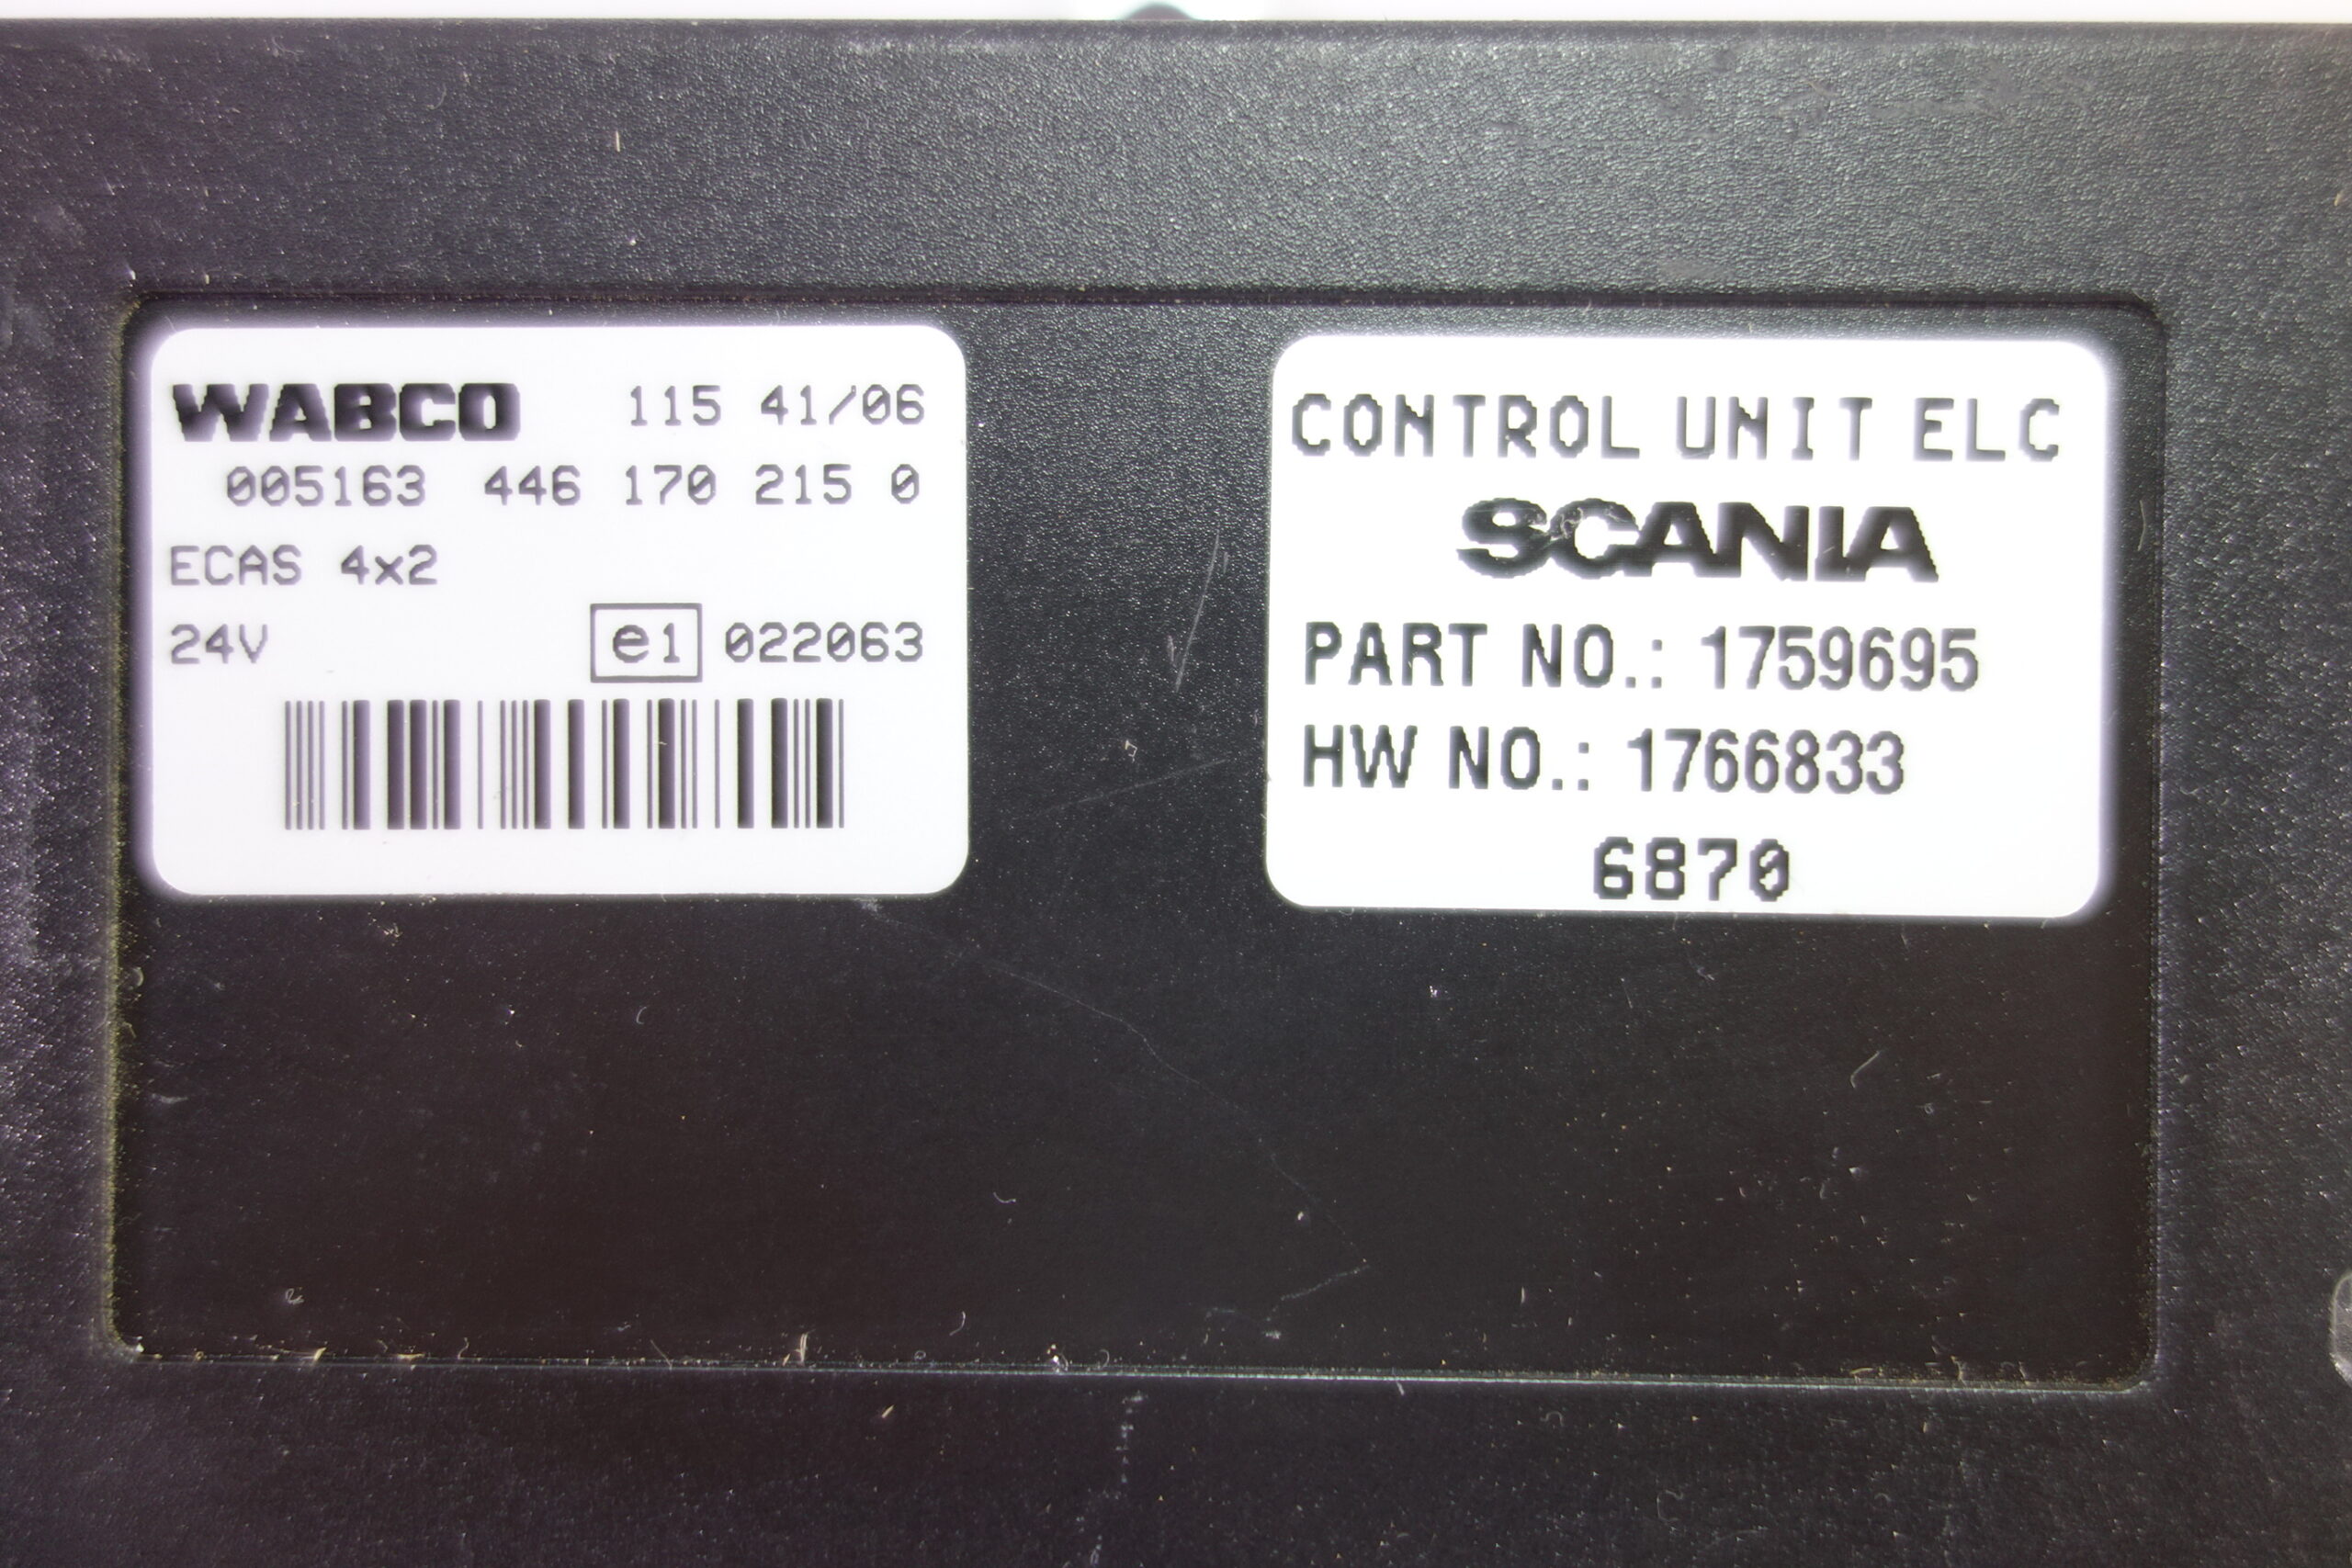 WABCO 115 41/06
005163 446 170 215 0
ECAS 4x2
24V e1 022063
CONTROL UNIT ELC
SCANIA
PART NO.: 1759695
HW NO.: 1766833
6870